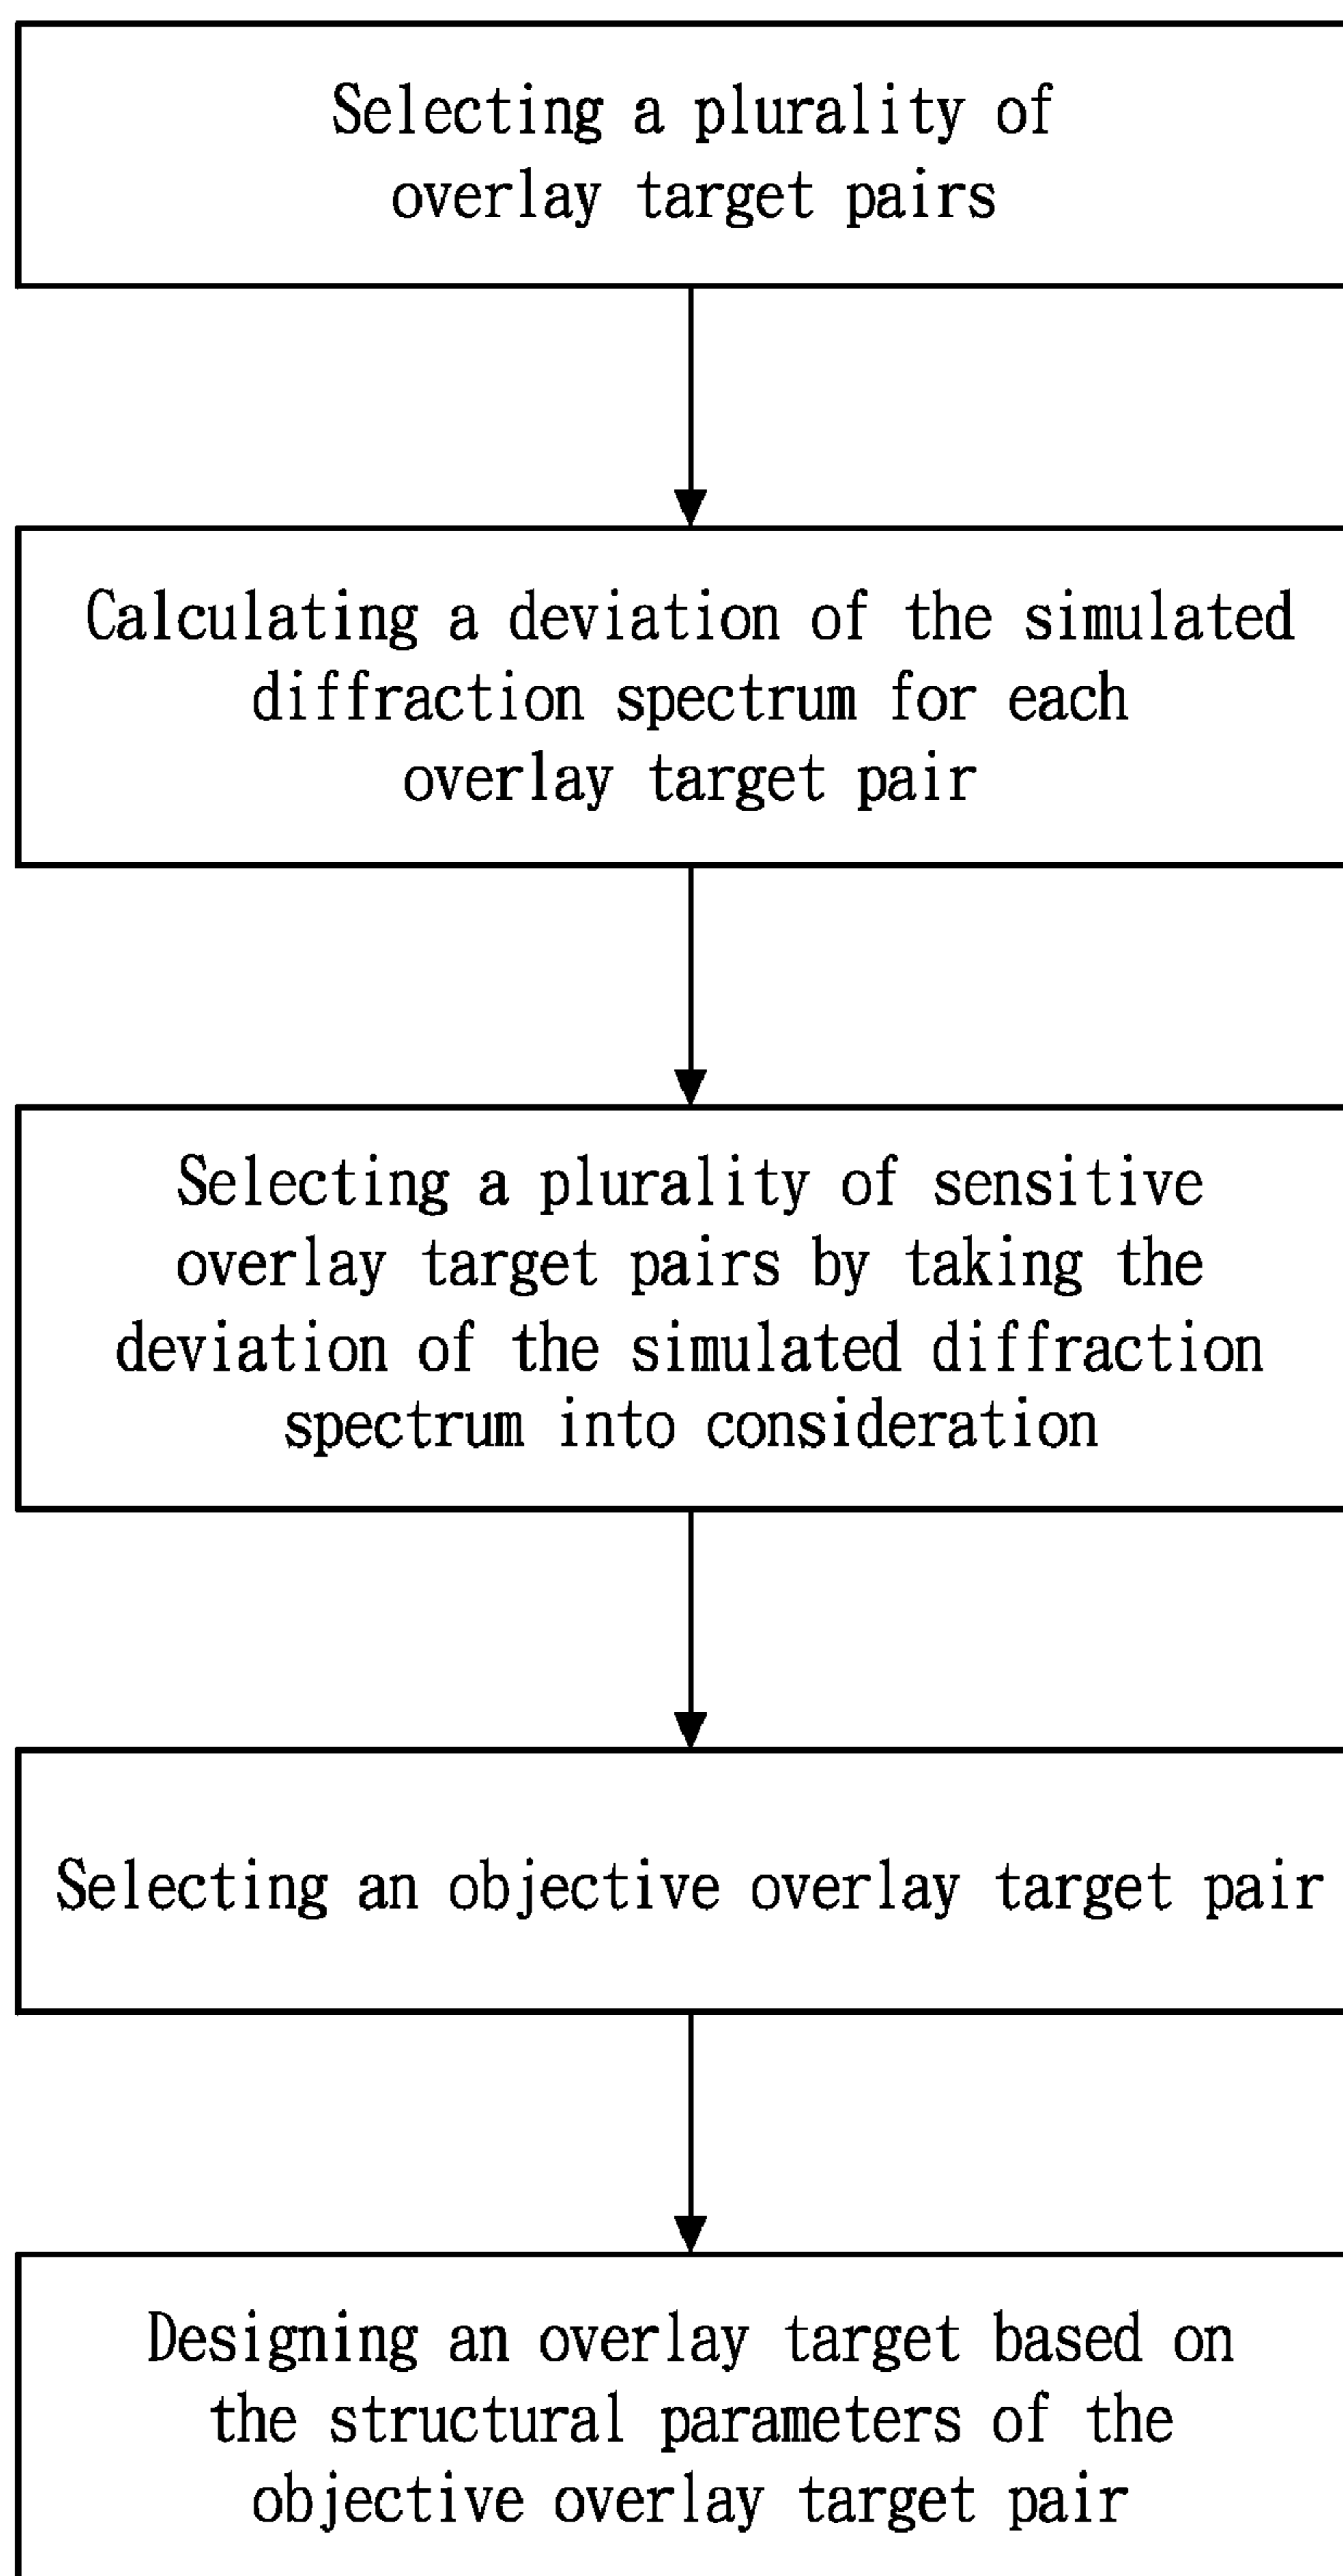 Selecting a plurality of
overlay target pairs
Calculating a deviation of the simulated
diffraction spectrum for each
overlay target pair
Selecting a plurality of sensitive
overlay target pairs by taking the
deviation of the simulated diffraction
spectrum into consideration
Selecting an objective overlay target pair
Designing an overlay target based on
the structural parameters of the
objective overlay target pair